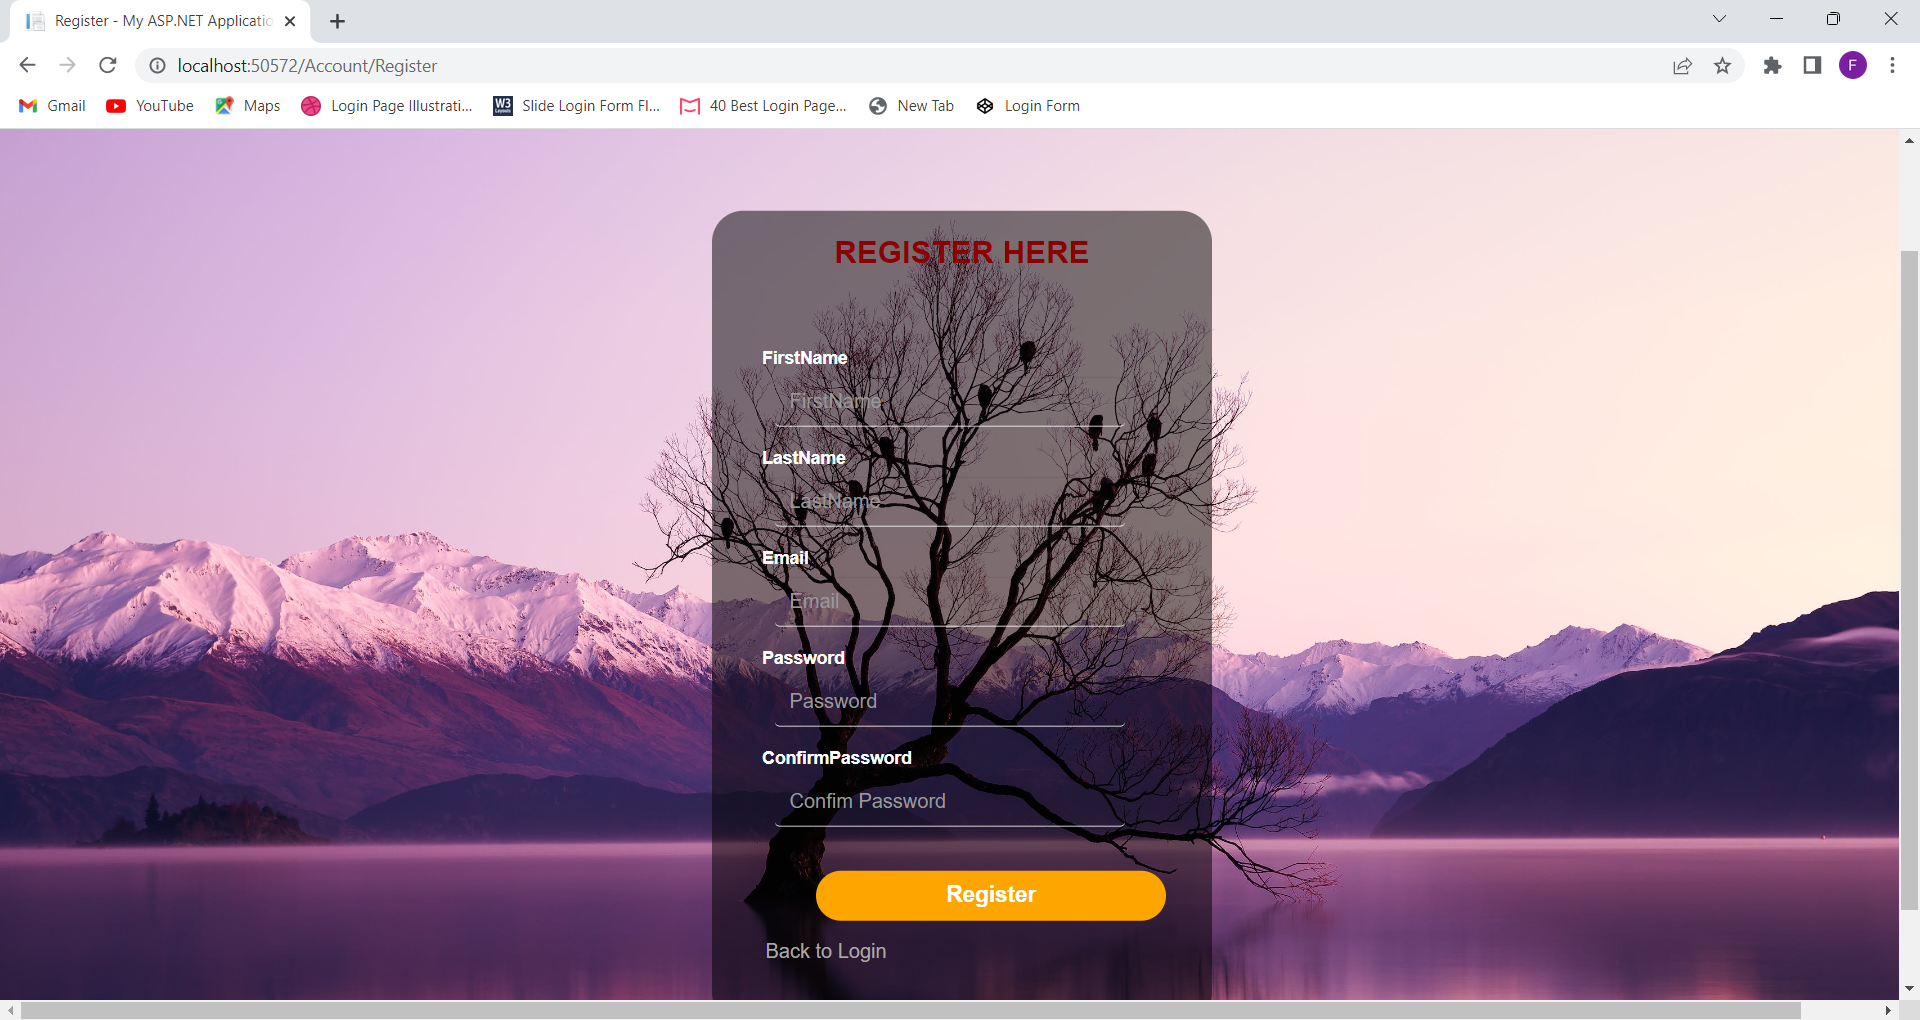 Register - My ASP.NET Applicatio
localhost:50572/Account/Register
F
Gmail YouTube Maps Login Page Illustrati... W3 Slide Login Form Fl... 40 Best Login Page... New Tab Login Form
REGISTER HERE
FirstName
FirstName
LastName
LastName
Email
Email
Password
Password
ConfirmPassword
Confim Password
Register
Back to Login